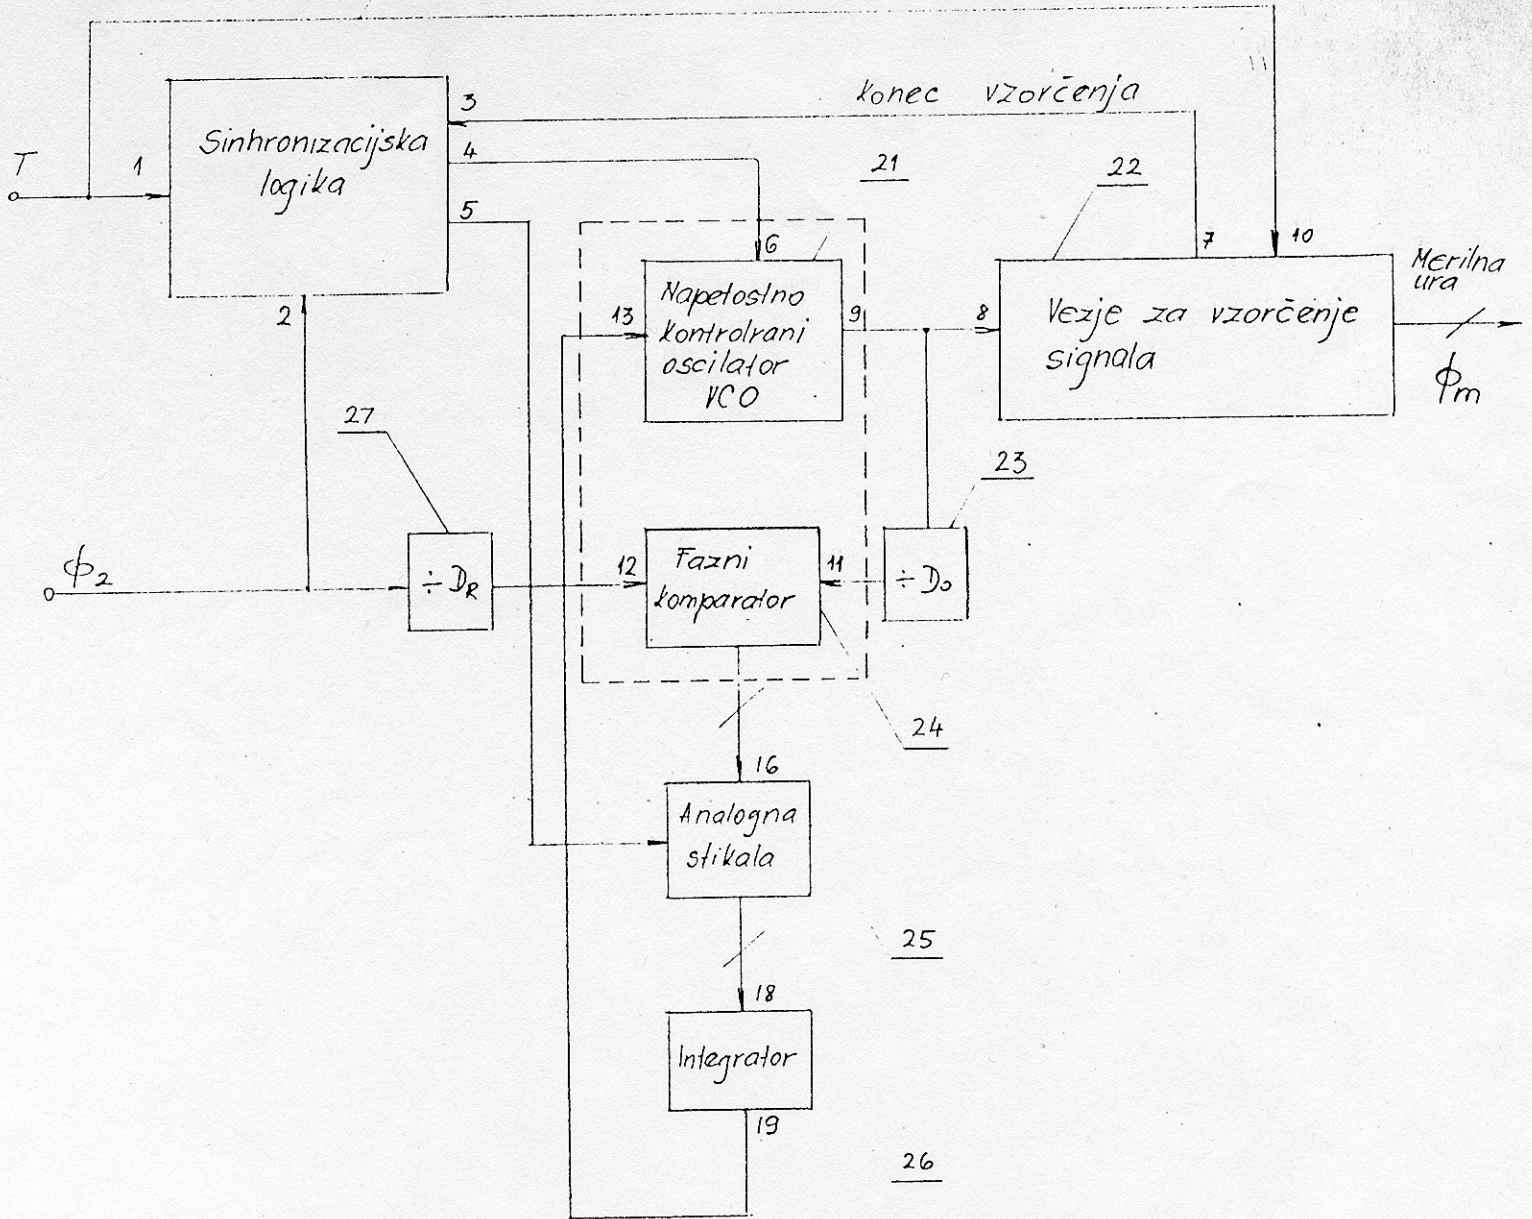 konec vzorčenja
3
Sinhronizacijska
logika
4
T
1
5
21
22
2
6
7
10
Merilna
ura
13
Napetostno
kontrolrani
oscilator
VCO
9
8
Vezje za vzorčenje
signala
ϕm
27
23
ϕ2
÷ DR
12
Fazni
komparator
11
÷ Do
24
16
Analogna
stikala
25
18
Integrator
19
26